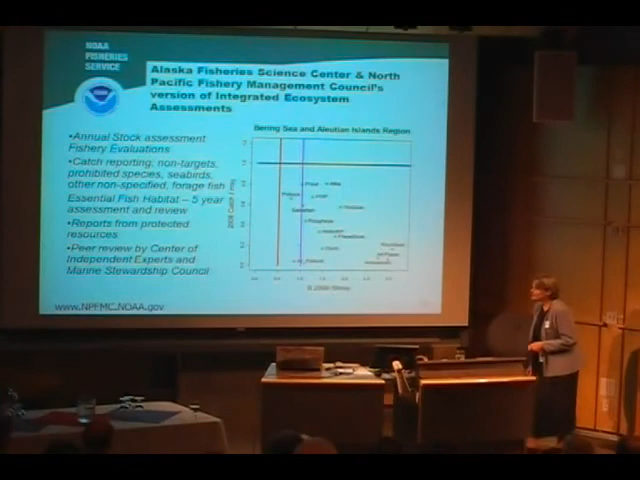 NOAA
FISHERIES
SERVICE
Alaska Fisheries Science Center & North
Pacific Fishery Management Council's
version of Integrated Ecosystem
Assessments
•Annual Stock assessment
Fishery Evaluations
•Catch reporting: non-targets,
prohibited species, seabirds,
other non-specified, forage fish
Essential Fish Habitat – 5 year
assessment and review
•Reports from protected
resources
•Peer review by Center of
Independent Experts and
Marine Stewardship Council
www.NPFMC.NOAA.gov
Bering Sea and Aleutian Islands Region